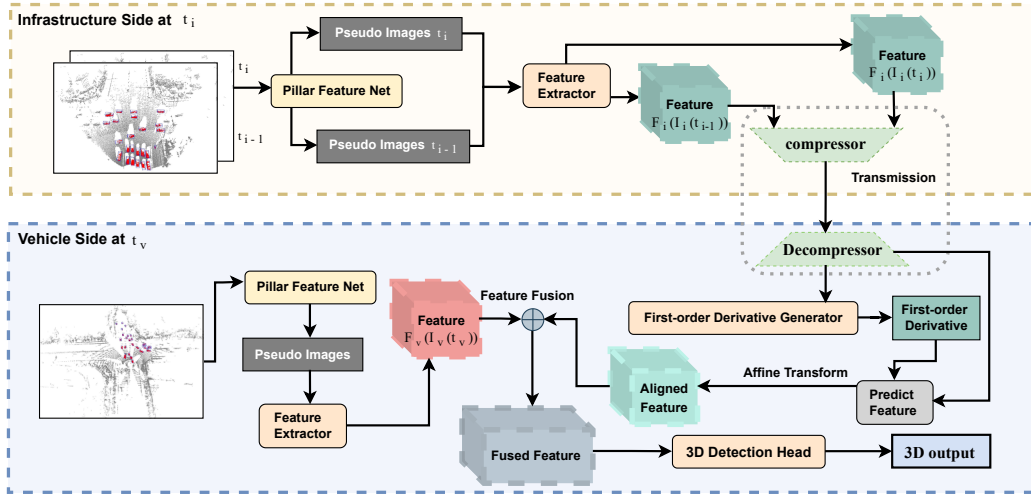 Infrastructure Side at t i
t i
t i-1
Pillar Feature Net
Pseudo Images t i
Pseudo Images t i-1
Feature
Extractor
Feature
F i ( I i ( t i-1 ))
Feature
F i ( I i ( t i ))
compressor
Transmission
Vehicle Side at t v
Decompressor
Pillar Feature Net
Pseudo Images
Feature
Extractor
Feature
F v ( I v ( t v ))
Feature Fusion
First-order Derivative Generator
First-order
Derivative
Predict
Feature
Affine Transform
Aligned
Feature
Fused Feature
3D Detection Head
3D output